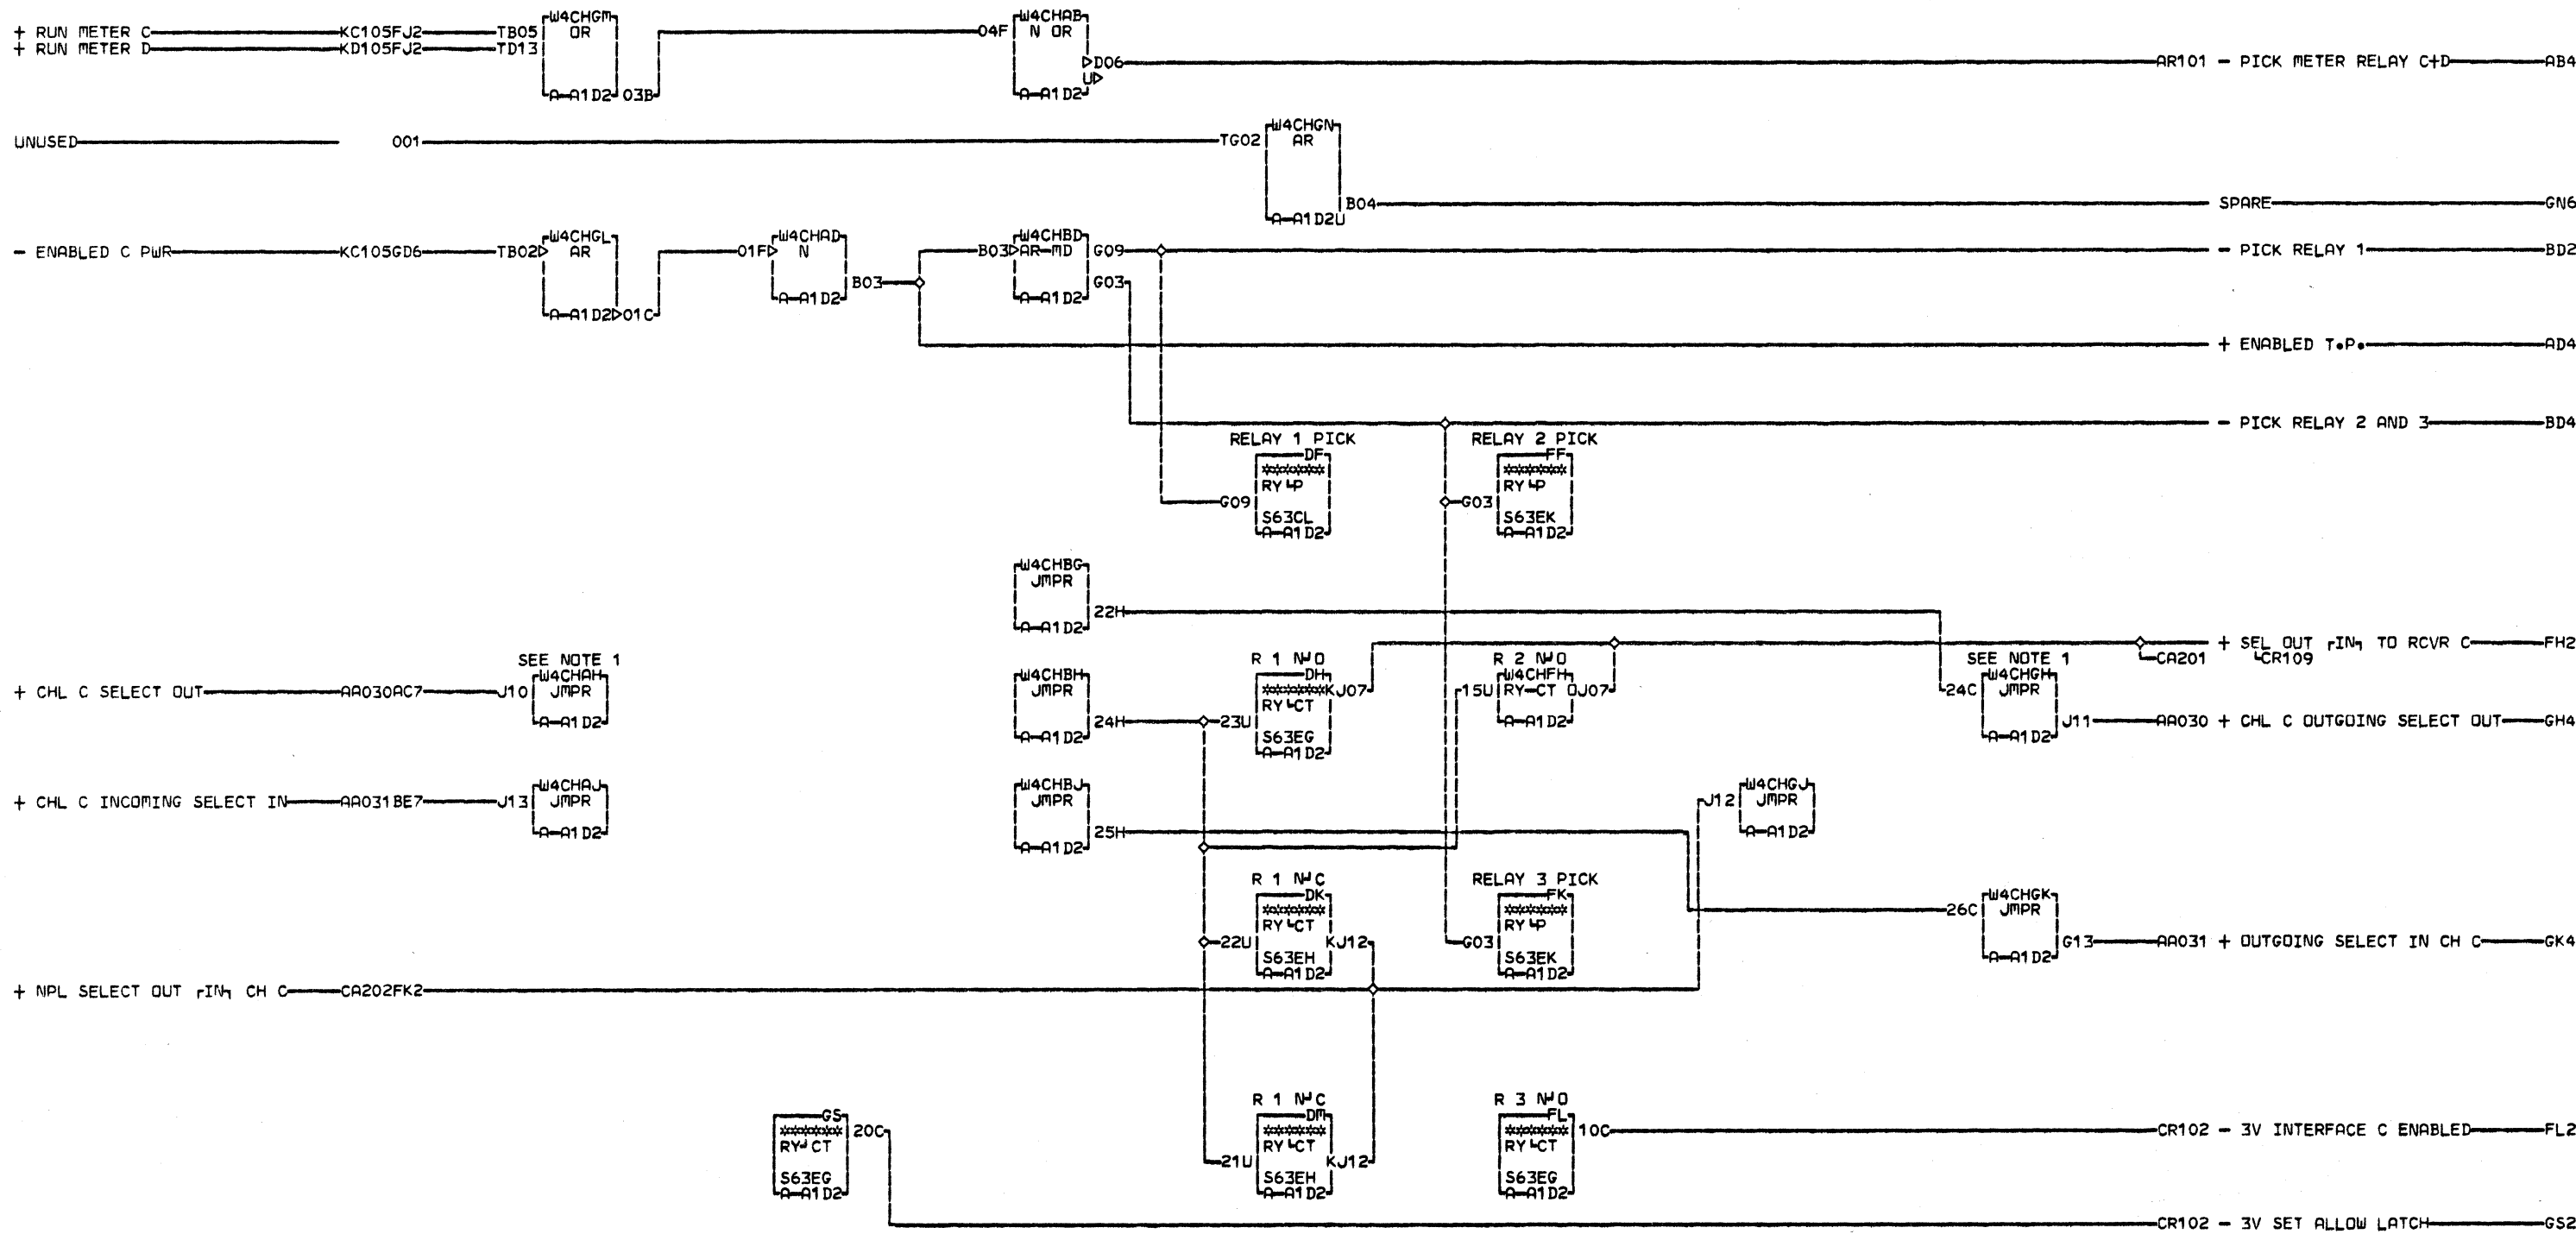 W4CHGM W4CHAB
+ RUN METER C KC105FJ2 TB05 OR 04F N OR
+ RUN METER D KD105FJ2 TD13
D06 AR101 - PICK METER RELAY C+D AB4
U
A-A1D2 03B A-A1D2
W4CHGN
UNUSED 001 TG02 AR
B04 SPARE GN6
A-A1D2U
W4CHGL W4CHAD W4CHBD
- ENABLED C PWR KC105GD6 TB02 AR 01F N B03 AR-MD G09 - PICK RELAY 1 BD2
B03 G03
A-A1D2 A-A1D2
A-A1D2 01C
+ ENABLED T.P. AD4
- PICK RELAY 2 AND 3 BD4
RELAY 1 PICK RELAY 2 PICK
DF FF
****** ******
RY P RY P
G09 G03
S63CL S63EK
A-A1D2 A-A1D2
W4CHBG
JMPR
22H
A-A1D2
+ SEL OUT IN TO RCVR C FH2
CA201 CR109
SEE NOTE 1 R 1 N O R 2 N O SEE NOTE 1
W4CHAH W4CHBH DH W4CHFH W4CHGH
+ CHL C SELECT OUT AA030AC7 J10 JMPR JMPR ****** KJ07 15U RY-CT OJ07 24C JMPR
RY CT
A-A1D2 24H 23U A-A1D2 J11 AA030 + CHL C OUTGOING SELECT OUT GH4
A-A1D2 S63EG A-A1D2
A-A1D2
W4CHAJ W4CHBJ W4CHGJ
+ CHL C INCOMING SELECT IN AA031BE7 J13 JMPR JMPR J12 JMPR
A-A1D2 25H A-A1D2
A-A1D2
R 1 N C RELAY 3 PICK
DK FK W4CHGK
****** ****** 26C JMPR
RY CT RY P
22U KJ12 G03 G13 AA031 + OUTGOING SELECT IN CH C GK4
S63EH S63EK A-A1D2
A-A1D2 A-A1D2
+ NPL SELECT OUT IN CH C CA202FK2
R 1 N C R 3 N O
GS DM FL
****** 20C ****** ****** 10C CR102 - 3V INTERFACE C ENABLED FL2
RY CT RY CT RY CT
21U KJ12
S63EG S63EH S63EG
A-A1D2 A-A1D2 A-A1D2
CR102 - 3V SET ALLOW LATCH GS2